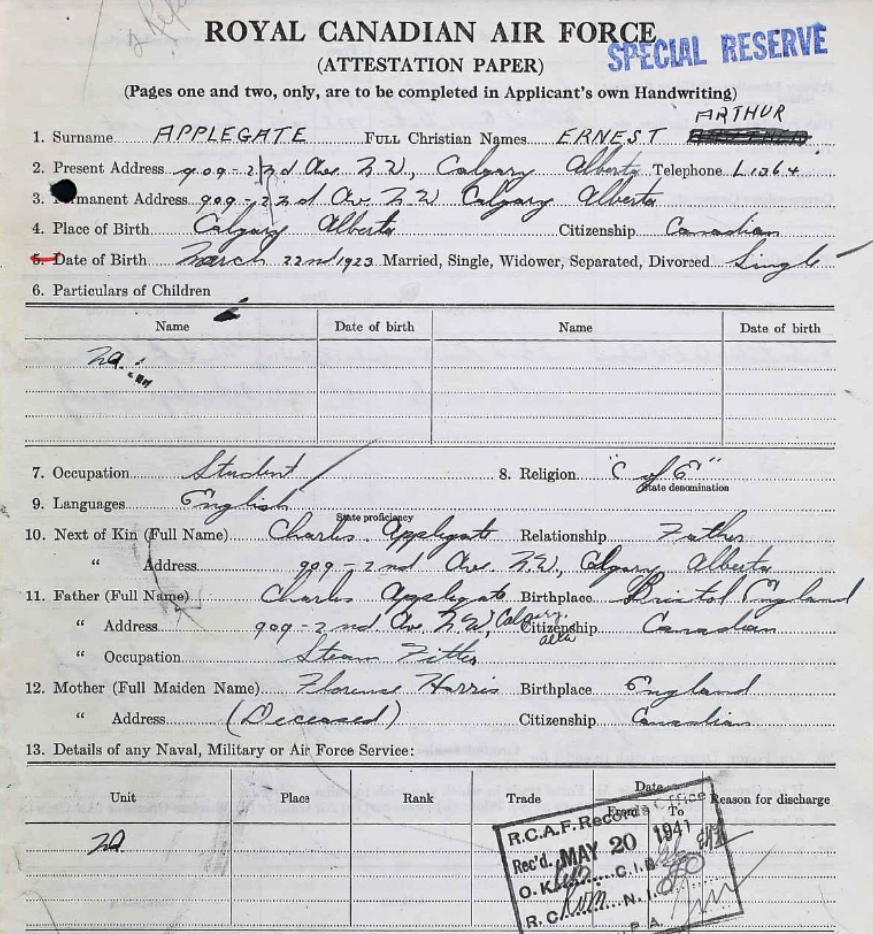 ROYAL CANADIAN AIR FORCE
SPECIAL RESERVE
(ATTESTATION PAPER)
(Pages one and two, only, are to be completed in Applicant's own Handwriting)
ARTHUR
1. Surname APPLEGATE FULL Christian Names ERNEST
2. Present Address 909 - 2nd Ave N.W., Calgary Alberta Telephone L1264
3. Permanent Address 909 - 2nd Ave N.W Calgary Alberta
4. Place of Birth Calgary Alberta Citizenship Canadian
5. Date of Birth March 22nd 1923 Married, Single, Widower, Separated, Divorced Single
6. Particulars of Children
Name Date of birth Name Date of birth
7. Occupation Student 8. Religion "C of E"
State denomination
9. Languages English
State proficiency
10. Next of Kin (Full Name) Charles Applegate Relationship Father
" Address 909 - 2nd Ave. N.W., Calgary Alberta
11. Father (Full Name) Charles Applegate Birthplace Bristol England
" Address 909 - 2nd Ave N.W, Calgary, Alta Citizenship Canadian
" Occupation Steam Fitter
12. Mother (Full Maiden Name) Florence Harris Birthplace England
" Address (Deceased) Citizenship Canadian
13. Details of any Naval, Military or Air Force Service:
Unit Place Rank Trade Date Reason for discharge
From To
R.C.A.F. Records Office
Rec'd. MAY 20 1941
O.K. C.I.B.
R.C. N.I.
P.A.